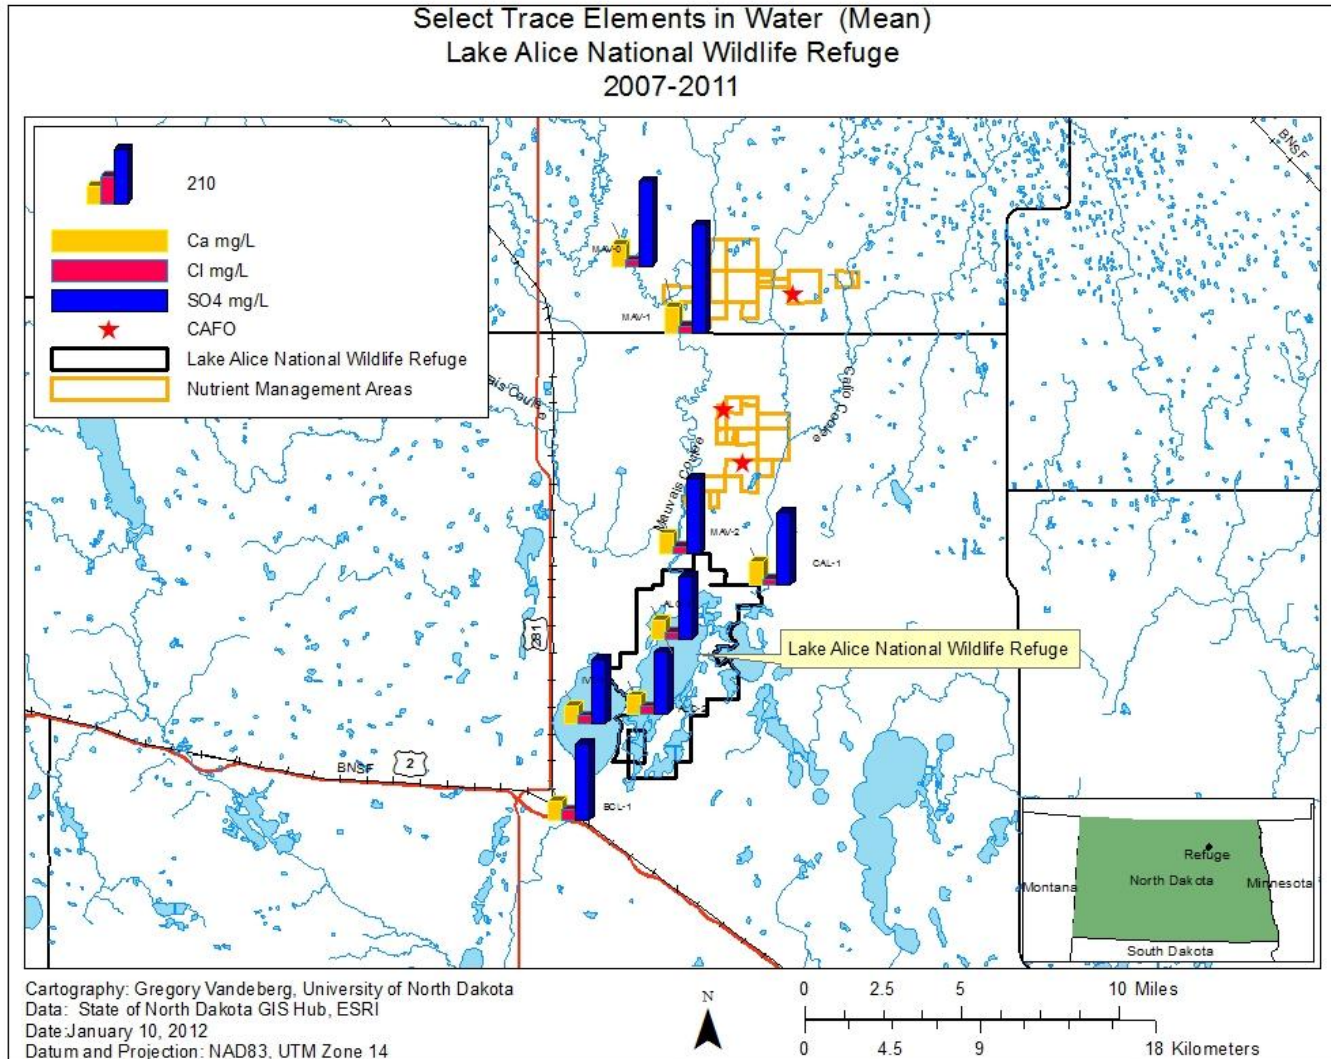 Select Trace Elements in Water (Mean)
Lake Alice National Wildlife Refuge
2007-2011
210
Ca mg/L
Cl mg/L
SO4 mg/L
CAFO
Lake Alice National Wildlife Refuge
Nutrient Management Areas
BNSF
MAV-0
MAV-1
Calio Coulee
Mauvais Coulee
MAV-2
CAL-1
281
Lake Alice National Wildlife Refuge
ALC-2
BNSF
2
BCL-1
Refuge
Montana
North Dakota
Minnesota
South Dakota
Cartography: Gregory Vandeberg, University of North Dakota
Data: State of North Dakota GIS Hub, ESRI
Date:January 10, 2012
Datum and Projection: NAD83, UTM Zone 14
N
0 2.5 5 10 Miles
0 4.5 9 18 Kilometers